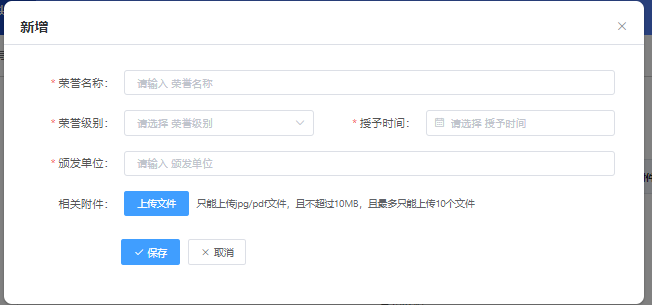 新增
* 荣誉名称： 请输入 荣誉名称
* 荣誉级别： 请选择 荣誉级别 * 授予时间： 请选择 授予时间
* 颁发单位： 请输入 颁发单位
相关附件： 上传文件 只能上传jpg/pdf文件，且不超过10MB，且最多只能上传10个文件
保存 取消